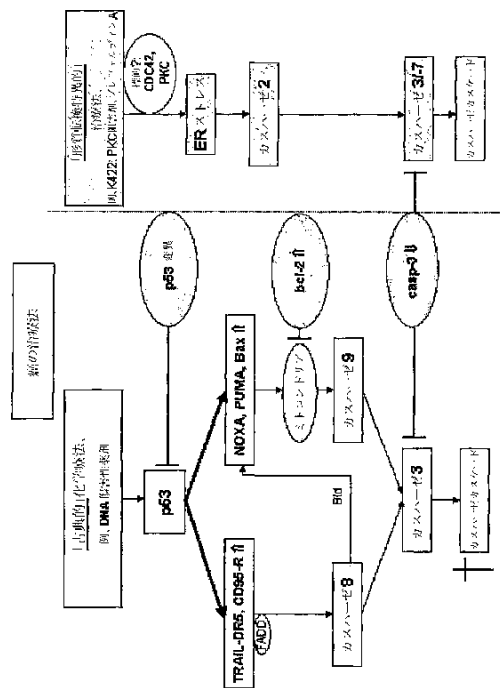 癌の治療法
「古典的」化学療法、
例、DNA 傷害性薬剤
p53
p53 変異
TRAIL-DR5, CD95-R ⇑
FADD
NOXA, PUMA, Bax ⇑
ミトコンドリア
bcl-2 ⇑
カスパーゼ 8
Bid
カスパーゼ 9
カスパーゼ 3
casp-3 ⇓
カスパーゼカスケード
「形質転換特異的」
治療法、
例、K422; PKC阻害剤、ブレフェルディンA
標的?:
CDC42,
PKC
ER ストレス
カスパーゼ 2
カスパーゼ 3/-7
カスパーゼカスケード